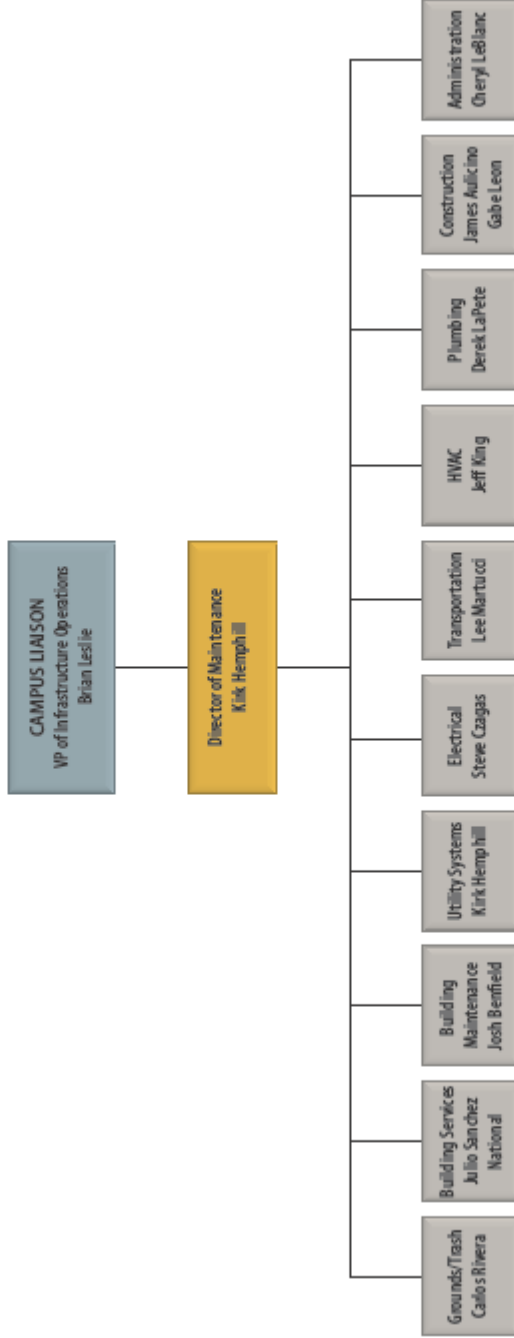 CAMPUS LIAISON
VP of Infrastructure Operations
Brian Leslie
Director of Maintenance
Kirk Hemphill
Grounds/Trash
Carlos Rivera
Building Services
Julio Sanchez
National
Building
Maintenance
Josh Benfield
Utility Systems
Kirk Hemphill
Electrical
Steve Czagas
Transportation
Lee Martucci
HVAC
Jeff King
Plumbing
Derek LaPete
Construction
James Aulicino
Gabe Leon
Administration
Cheryl LeBlanc